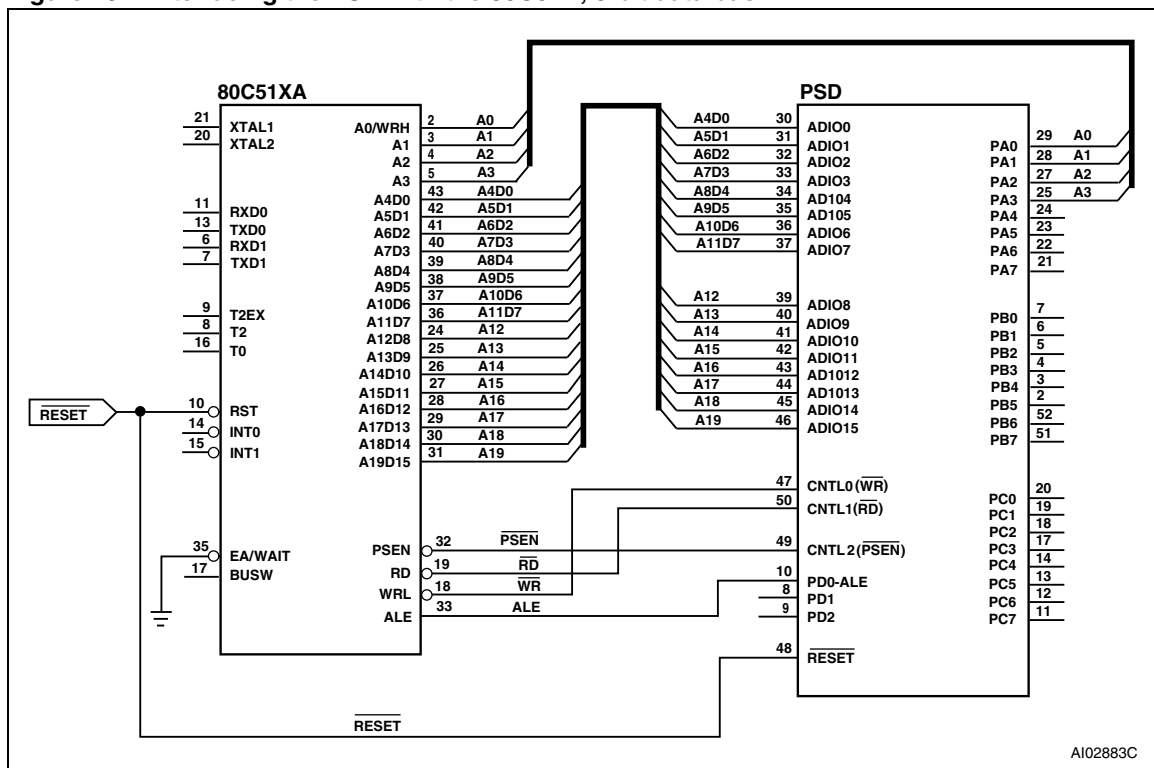 Figure Interfacing the PSD with the 80C51XA, 8-bit data bus
80C51XA
21 XTAL1
20 XTAL2
11 RXD0
13 TXD0
6 RXD1
7 TXD1
9 T2EX
8 T2
16 T0
RESET
10 RST
14 INT0
15 INT1
35 EA/WAIT
17 BUSW
A0/WRH 2 A0
A1 3 A1
A2 4 A2
A3 5 A3
A4D0 43 A4D0
A5D1 42 A5D1
A6D2 41 A6D2
A7D3 40 A7D3
A8D4 39 A8D4
A9D5 38 A9D5
A10D6 37 A10D6
A11D7 36 A11D7
A12D8 24 A12
A13D9 25 A13
A14D10 26 A14
A15D11 27 A15
A16D12 28 A16
A17D13 29 A17
A18D14 30 A18
A19D15 31 A19
PSEN 32 PSEN
RD 19 RD
WRL 18 WR
ALE 33 ALE
RESET
PSD
A4D0 30 ADIO0
A5D1 31 ADIO1
A6D2 32 ADIO2
A7D3 33 ADIO3
A8D4 34 AD104
A9D5 35 AD105
A10D6 36 ADIO6
A11D7 37 ADIO7
A12 39 ADIO8
A13 40 ADIO9
A14 41 ADIO10
A15 42 ADIO11
A16 43 AD1012
A17 44 AD1013
A18 45 ADIO14
A19 46 ADIO15
47 CNTL0(WR)
50 CNTL1(RD)
49 CNTL2(PSEN)
10 PD0-ALE
8 PD1
9 PD2
48 RESET
PA0 29 A0
PA1 28 A1
PA2 27 A2
PA3 25 A3
PA4 24
PA5 23
PA6 22
PA7 21
PB0 7
PB1 6
PB2 5
PB3 4
PB4 3
PB5 2
PB6 52
PB7 51
PC0 20
PC1 19
PC2 18
PC3 17
PC4 14
PC5 13
PC6 12
PC7 11
AI02883C